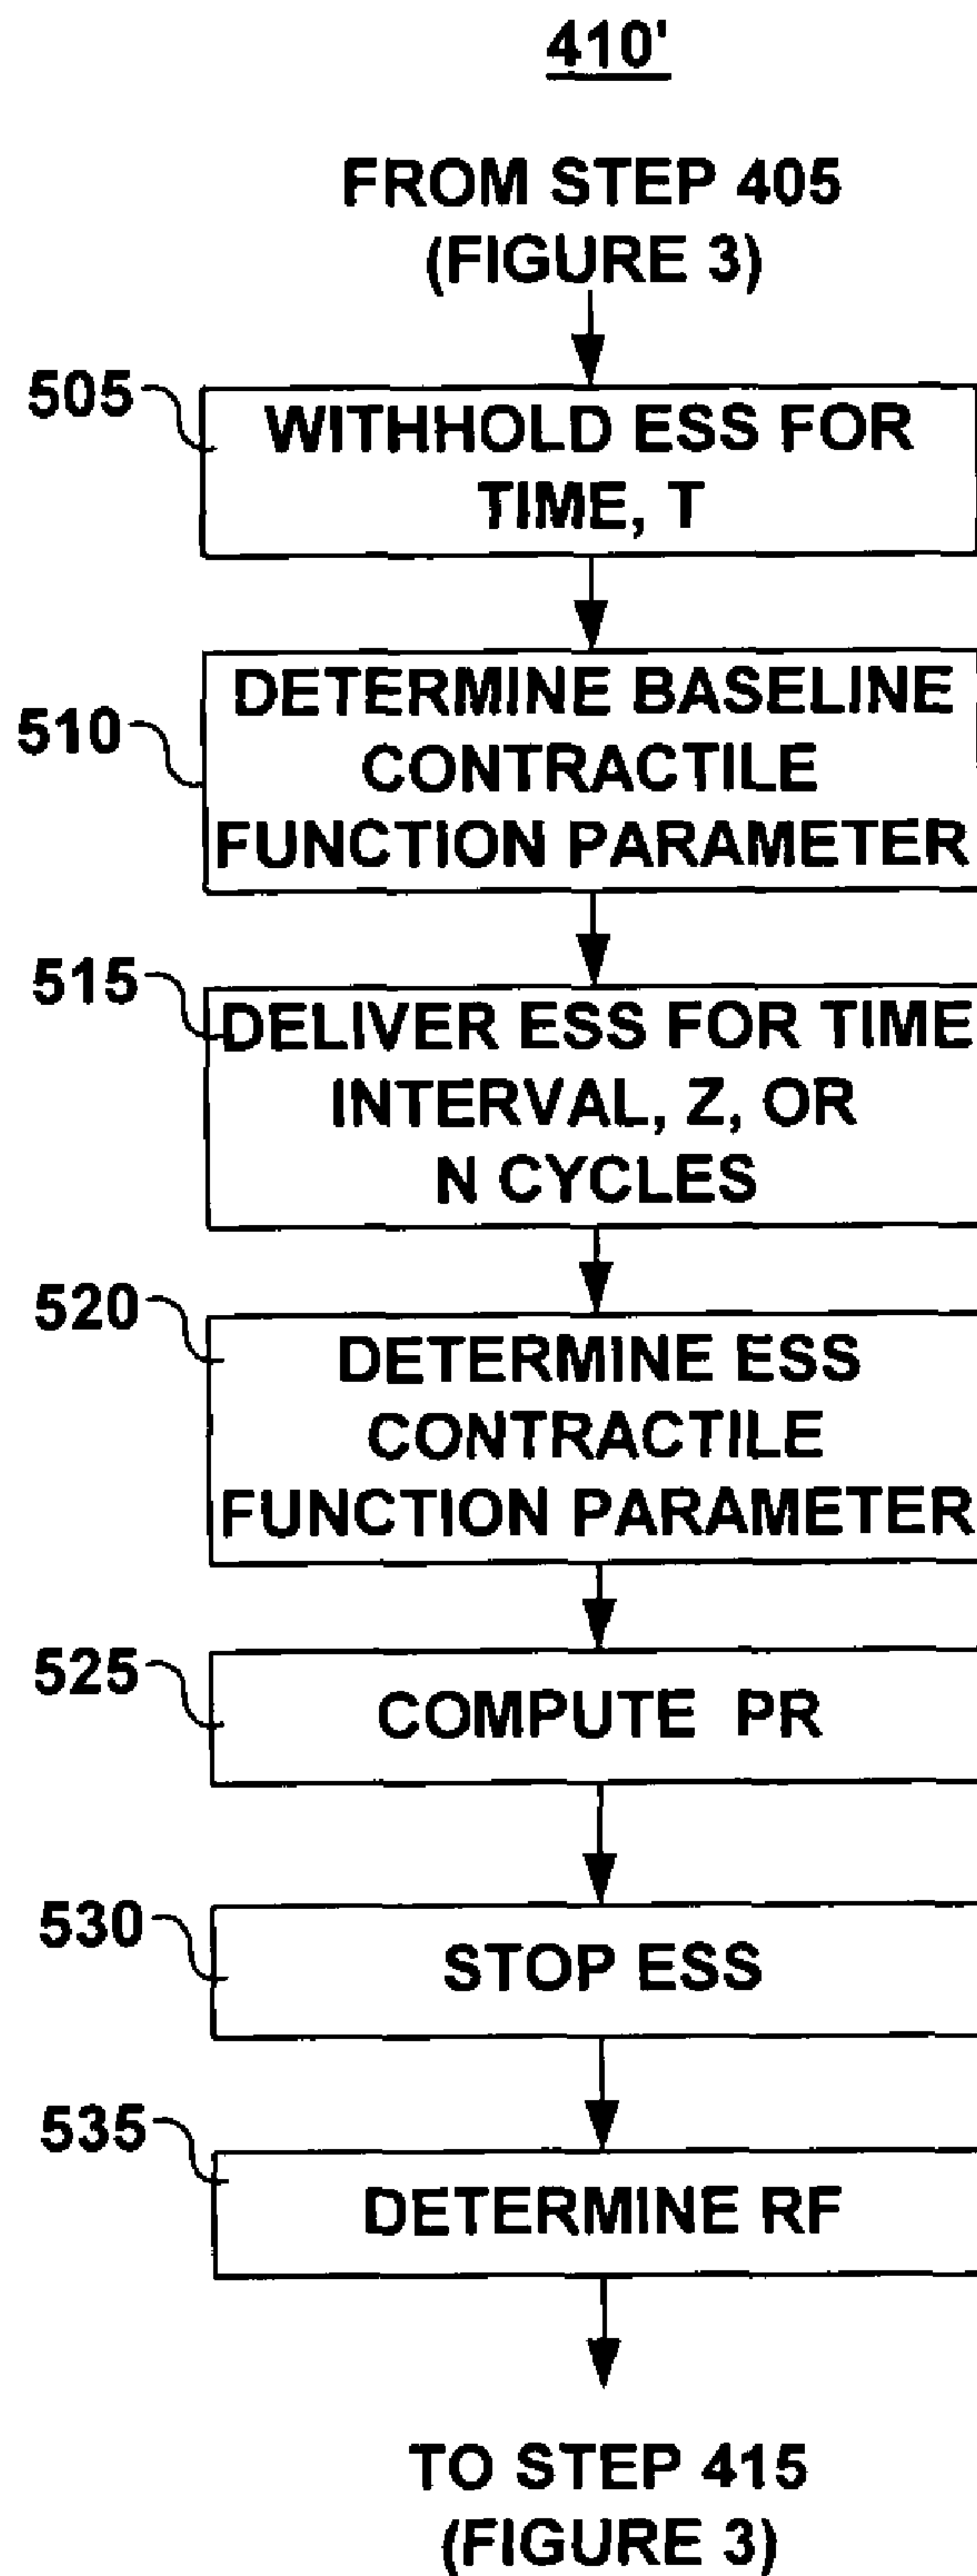 410'
FROM STEP 405
(FIGURE 3)
505
WITHHOLD ESS FOR
TIME, T
510
DETERMINE BASELINE
CONTRACTILE
FUNCTION PARAMETER
515
DELIVER ESS FOR TIME
INTERVAL, Z, OR
N CYCLES
520
DETERMINE ESS
CONTRACTILE
FUNCTION PARAMETER
525
COMPUTE PR
530
STOP ESS
535
DETERMINE RF
TO STEP 415
(FIGURE 3)